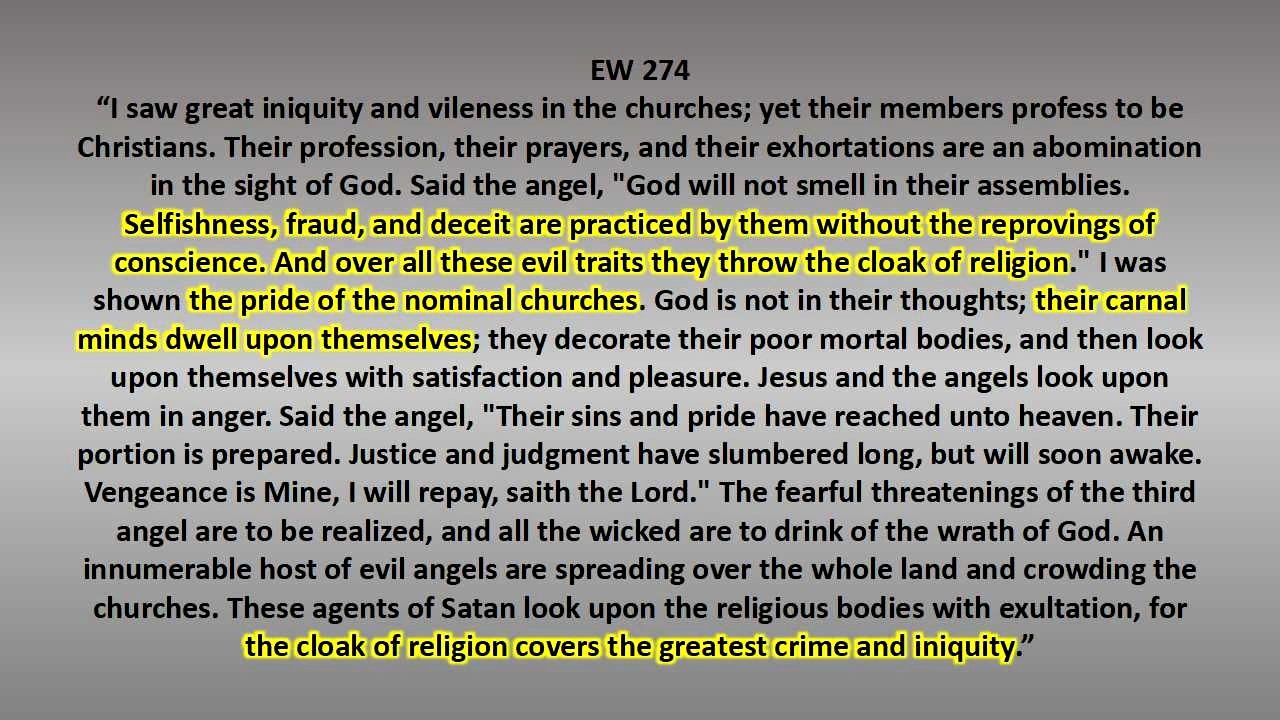 EW 274
“I saw great iniquity and vileness in the churches; yet their members profess to be
Christians. Their profession, their prayers, and their exhortations are an abomination
in the sight of God. Said the angel, "God will not smell in their assemblies.
Selfishness, fraud, and deceit are practiced by them without the reprovings of
conscience. And over all these evil traits they throw the cloak of religion." I was
shown the pride of the nominal churches. God is not in their thoughts; their carnal
minds dwell upon themselves; they decorate their poor mortal bodies, and then look
upon themselves with satisfaction and pleasure. Jesus and the angels look upon
them in anger. Said the angel, "Their sins and pride have reached unto heaven. Their
portion is prepared. Justice and judgment have slumbered long, but will soon awake.
Vengeance is Mine, I will repay, saith the Lord." The fearful threatenings of the third
angel are to be realized, and all the wicked are to drink of the wrath of God. An
innumerable host of evil angels are spreading over the whole land and crowding the
churches. These agents of Satan look upon the religious bodies with exultation, for
the cloak of religion covers the greatest crime and iniquity.”